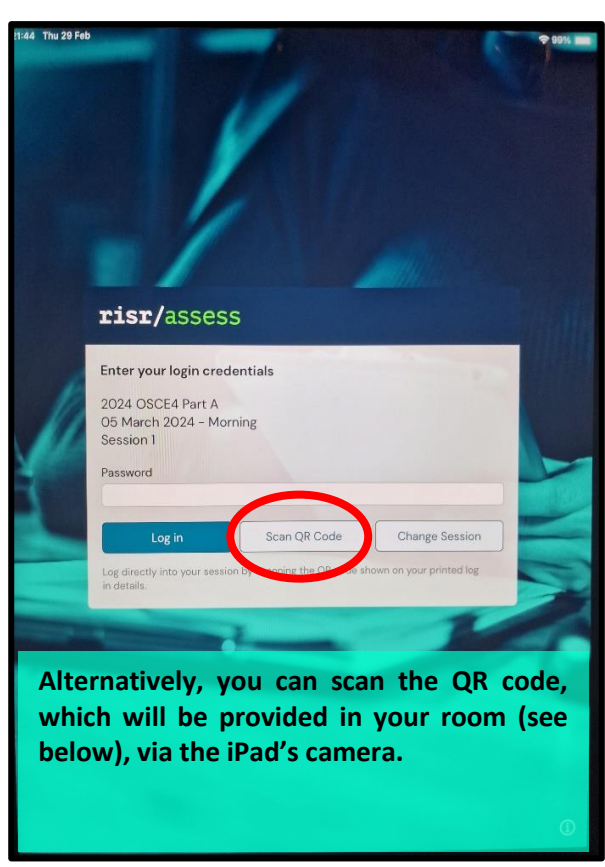 1:44 Thu 29 Feb
99%
risr/assess
Enter your login credentials
2024 OSCE4 Part A
05 March 2024 – Morning
Session 1
Password
Log in
Scan QR Code
Change Session
Log directly into your session by scanning the QR code shown on your printed log
in details.
Alternatively, you can scan the QR code,
which will be provided in your room (see
below), via the iPad's camera.